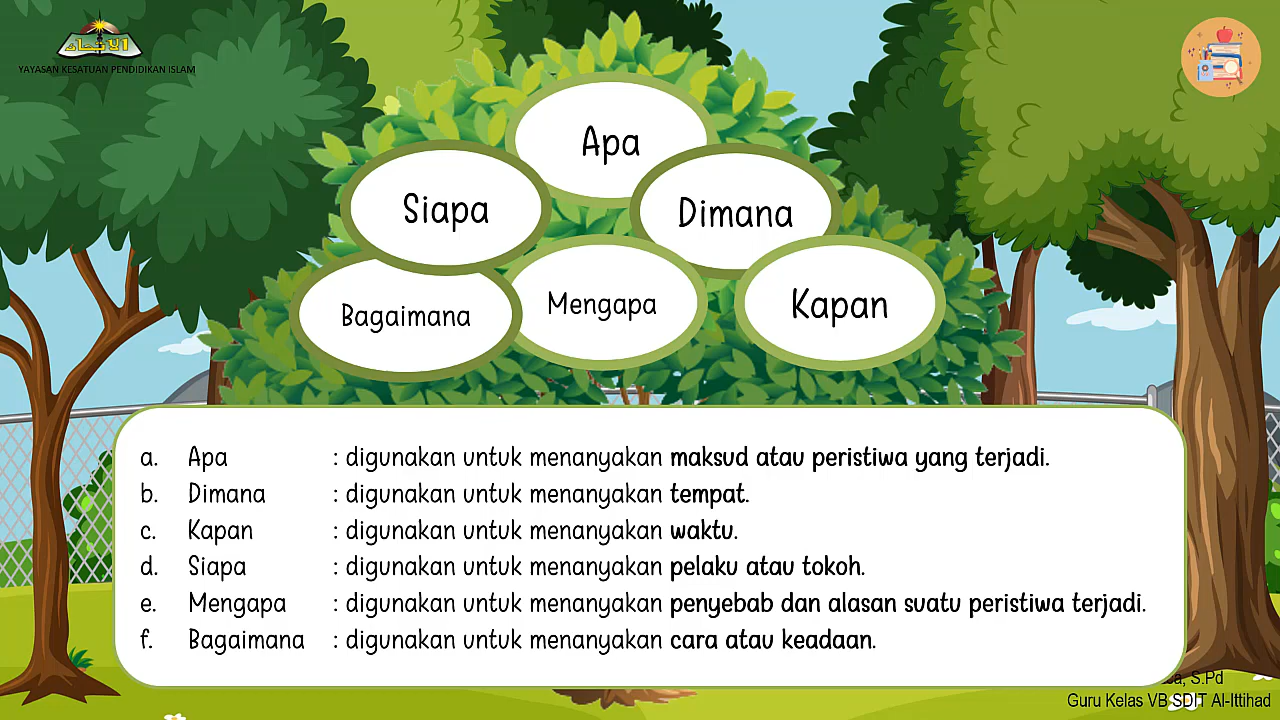 الاتحاد
YAYASAN KESATUAN PENDIDIKAN ISLAM
Apa
Siapa
Dimana
Bagaimana
Mengapa
Kapan
a. Apa : digunakan untuk menanyakan maksud atau peristiwa yang terjadi.
b. Dimana : digunakan untuk menanyakan tempat.
c. Kapan : digunakan untuk menanyakan waktu.
d. Siapa : digunakan untuk menanyakan pelaku atau tokoh.
e. Mengapa : digunakan untuk menanyakan penyebab dan alasan suatu peristiwa terjadi.
f. Bagaimana : digunakan untuk menanyakan cara atau keadaan.
S.Pd
Guru Kelas VB SDIT Al-Ittihad